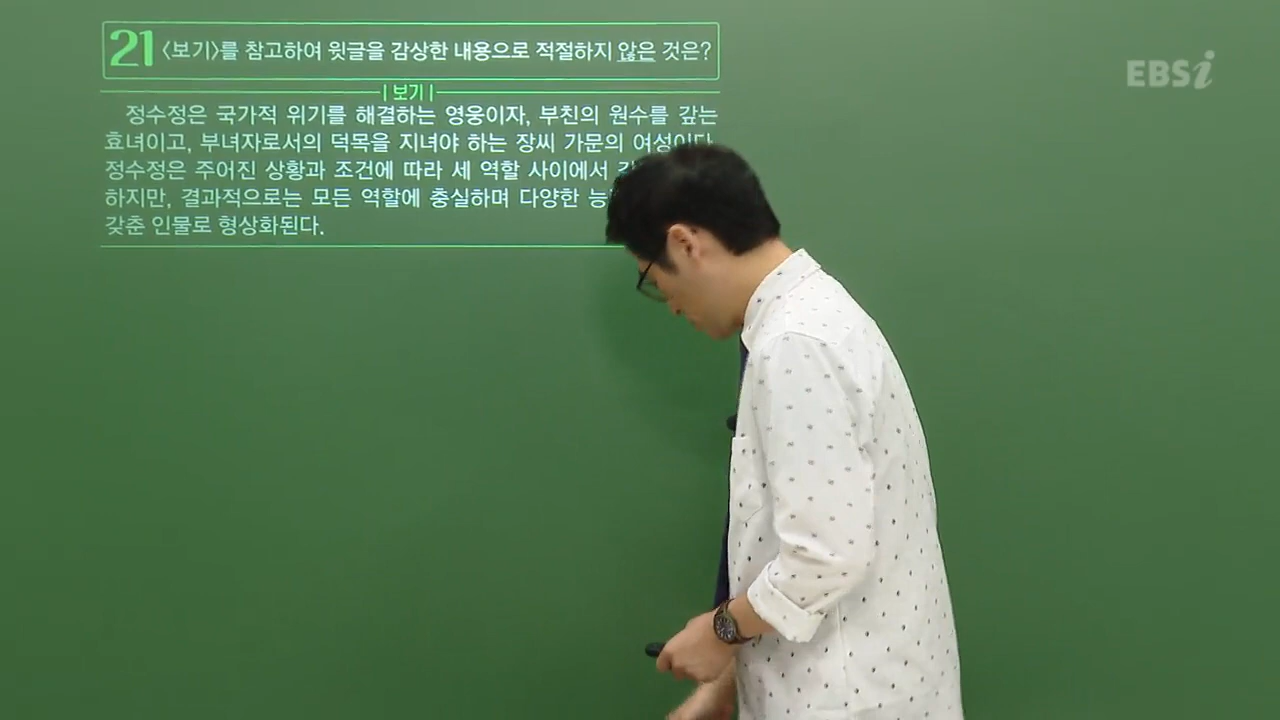 21 〈보기〉를 참고하여 윗글을 감상한 내용으로 적절하지 않은 것은?
보기
정수정은 국가적 위기를 해결하는 영웅이자, 부친의 원수를 갚는
효녀이고, 부녀자로서의 덕목을 지녀야 하는 장씨 가문의 여성이다.
정수정은 주어진 상황과 조건에 따라 세 역할 사이에서
하지만, 결과적으로는 모든 역할에 충실하며 다양한
갖춘 인물로 형상화된다.
EBSi